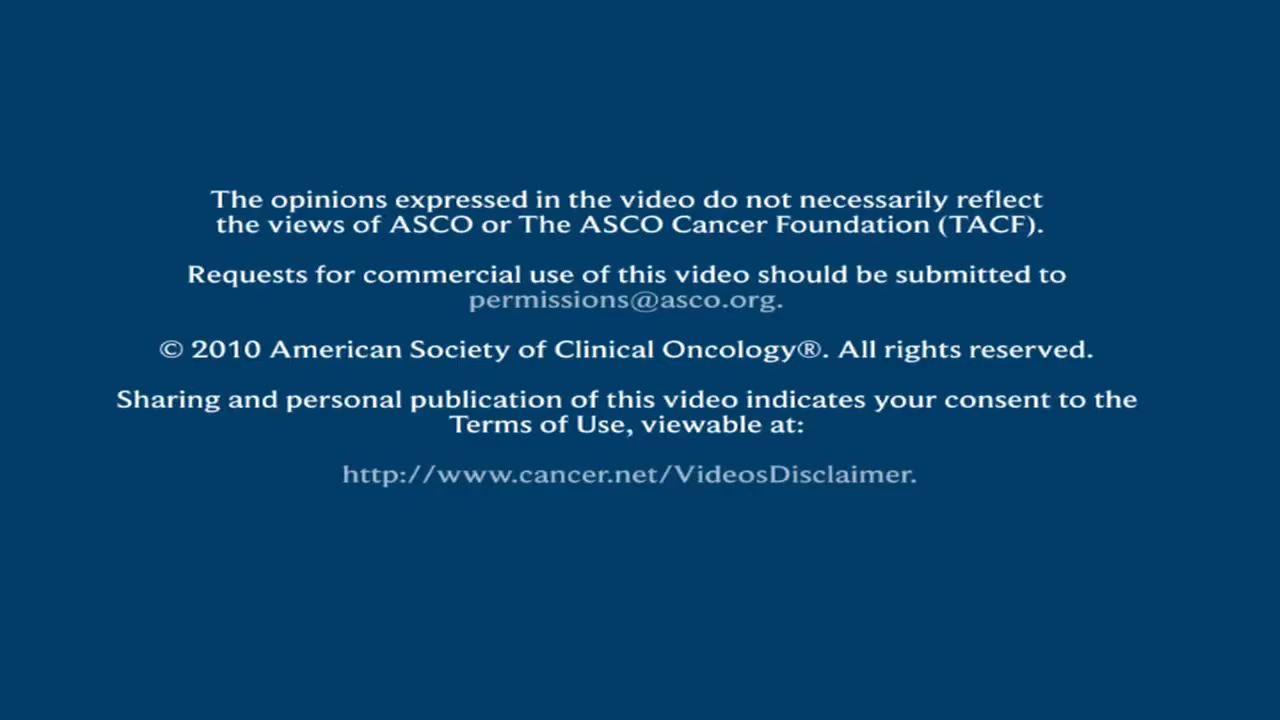 The opinions expressed in the video do not necessarily reflect
the views of ASCO or The ASCO Cancer Foundation (TACF).
Requests for commercial use of this video should be submitted to
permissions@asco.org.
© 2010 American Society of Clinical Oncology®. All rights reserved.
Sharing and personal publication of this video indicates your consent to the
Terms of Use, viewable at:
http://www.cancer.net/VideosDisclaimer.